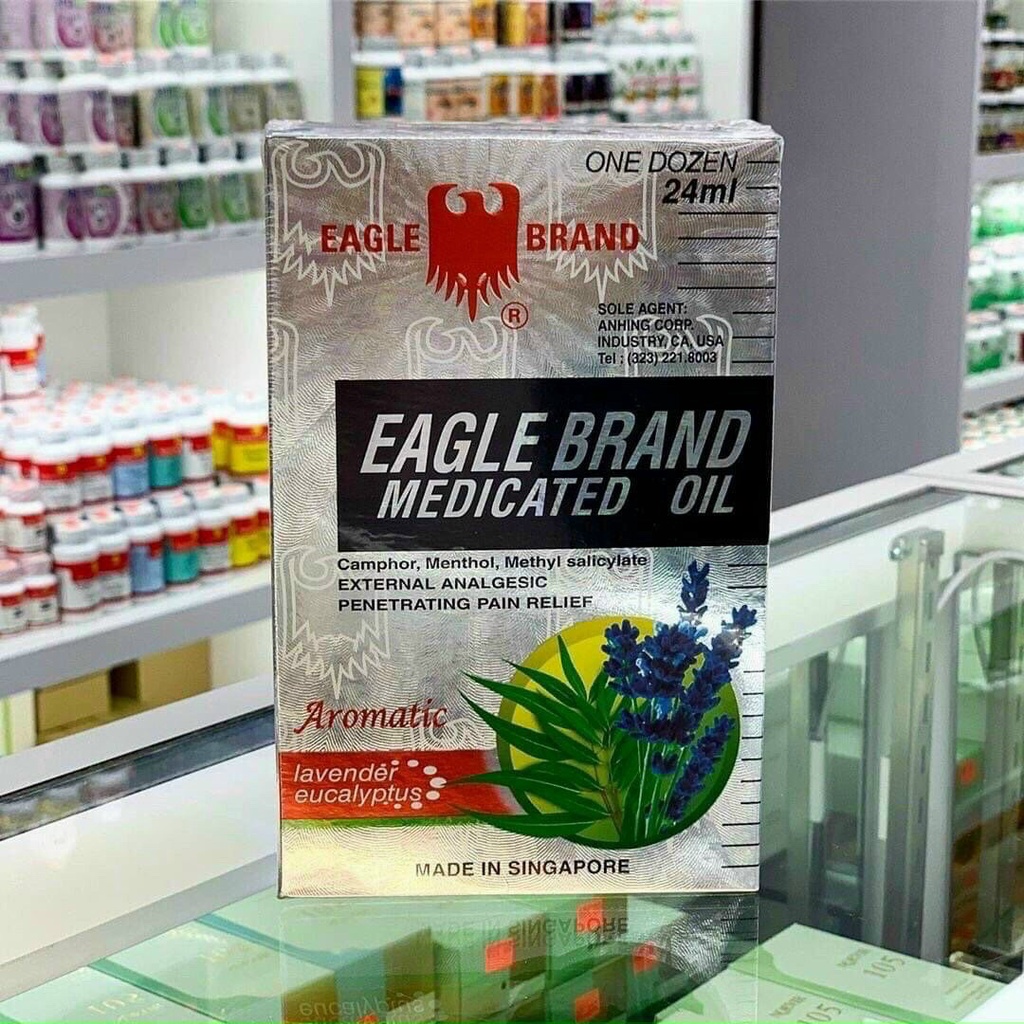 ONE DOZEN
24ml
EAGLE BRAND
®
SOLE AGENT:
ANHING CORP.
INDUSTRY, CA, USA
Tel : (323) 221.8003
EAGLE BRAND
MEDICATED OIL
Camphor, Menthol, Methyl salicylate
EXTERNAL ANALGESIC
PENETRATING PAIN RELIEF
Aromatic
lavender
eucalyptus
MADE IN SINGAPORE
105